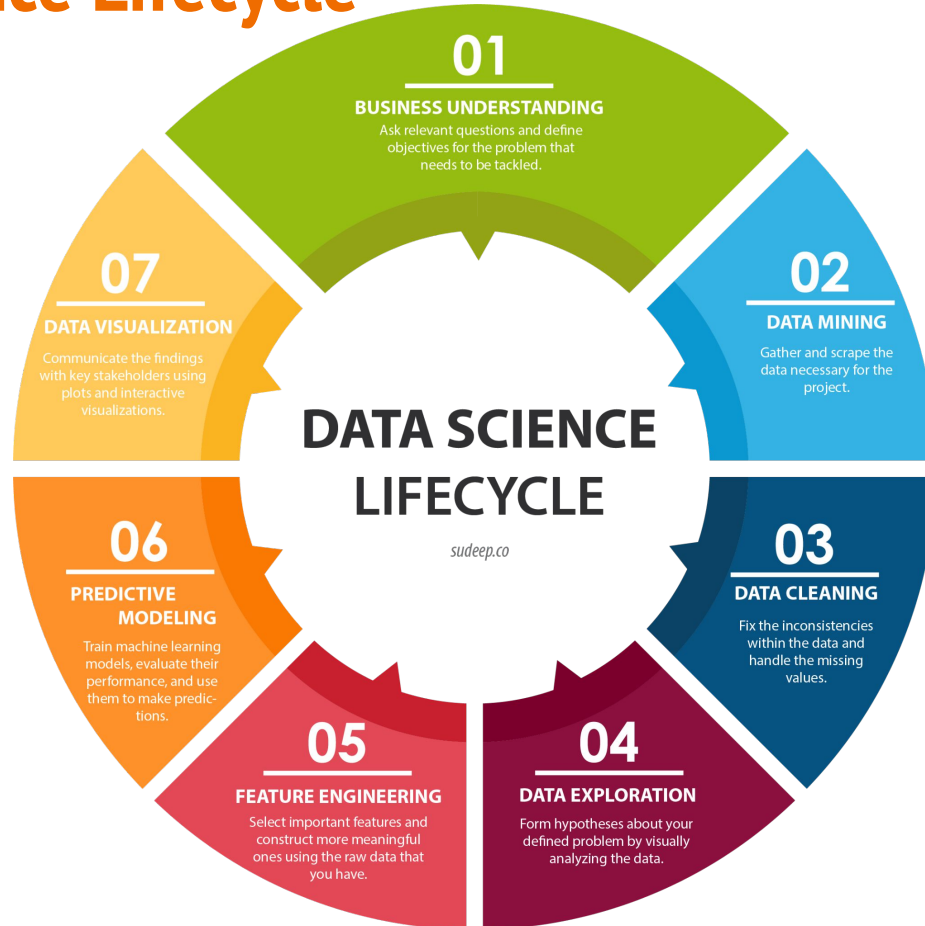 Lifecycle
01
BUSINESS UNDERSTANDING
Ask relevant questions and define
objectives for the problem that
needs to be tackled.
02
DATA MINING
Gather and scrape the
data necessary for the
project.
03
DATA CLEANING
Fix the inconsistencies
within the data and
handle the missing
values.
04
DATA EXPLORATION
Form hypotheses about your
defined problem by visually
analyzing the data.
05
FEATURE ENGINEERING
Select important features and
construct more meaningful
ones using the raw data that
you have.
06
PREDICTIVE
MODELING
Train machine learning
models, evaluate their
performance, and use
them to make predic-
tions.
07
DATA VISUALIZATION
Communicate the findings
with key stakeholders using
plots and interactive
visualizations.
DATA SCIENCE
LIFECYCLE
sudeep.co